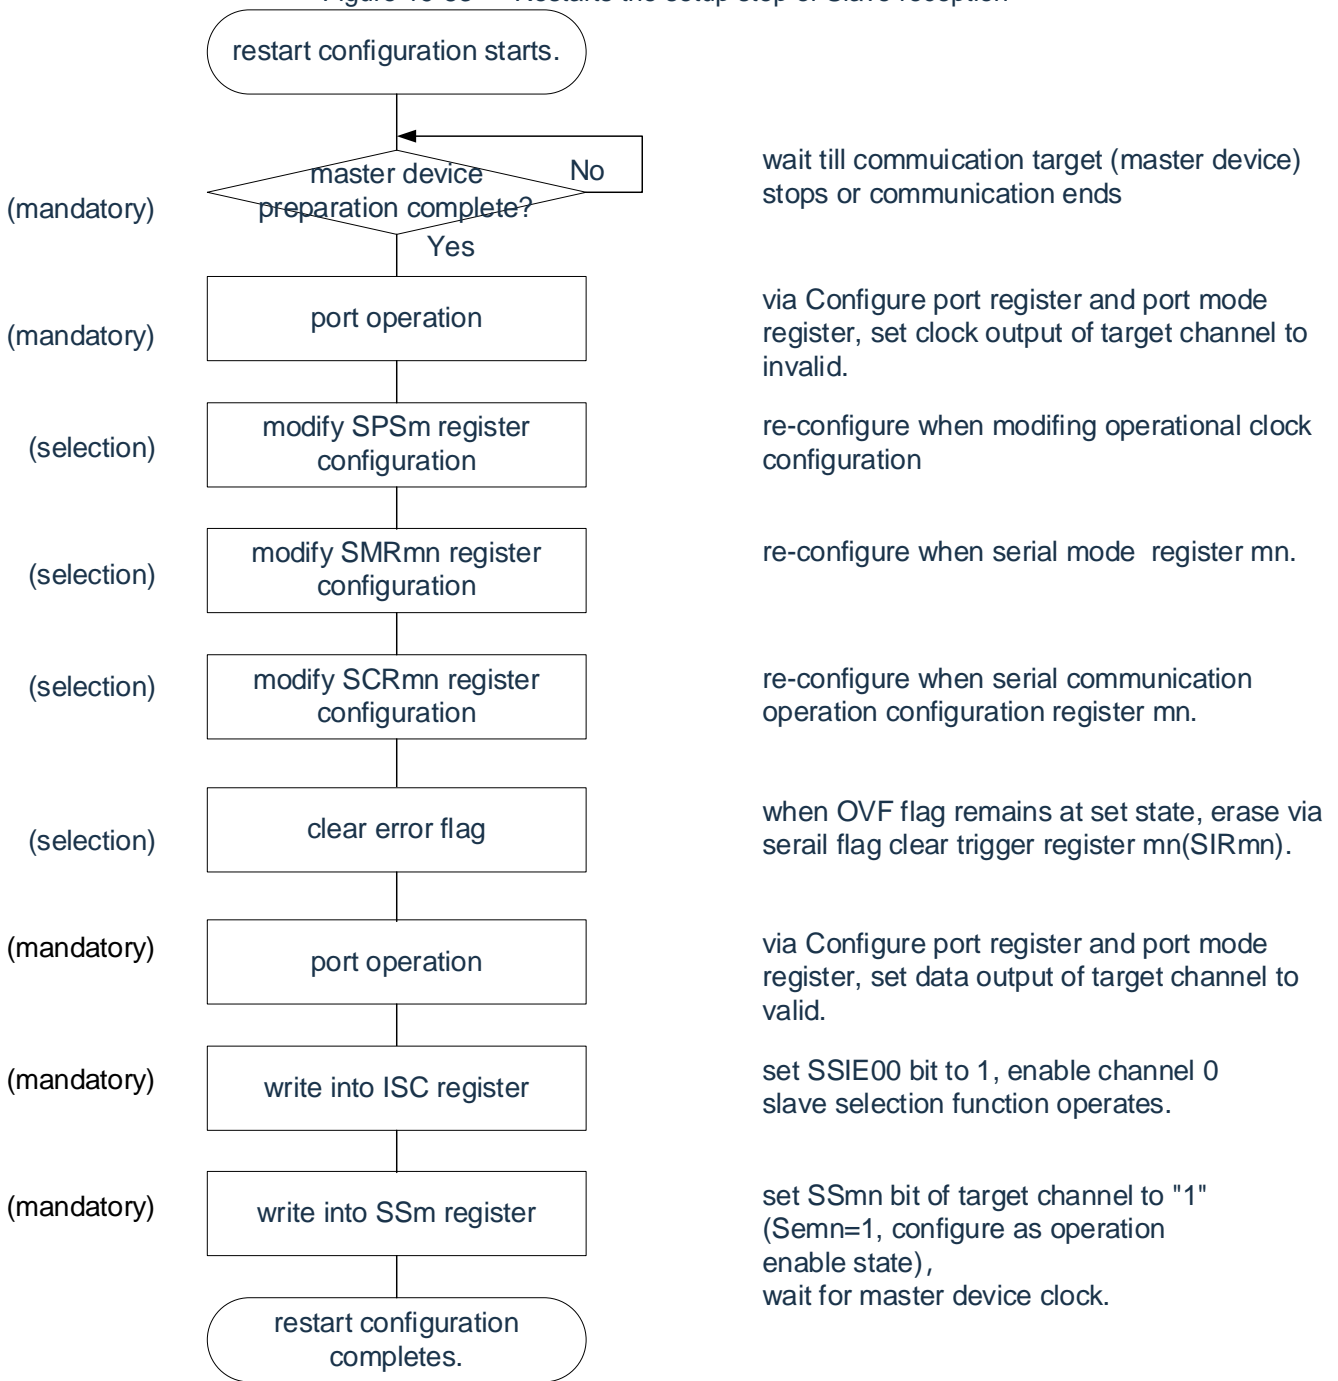 restart configuration starts.
master device
preparation complete?
No
Yes
(mandatory)
wait till commuication target (master device)
stops or communication ends
(mandatory)
port operation
via Configure port register and port mode
register, set clock output of target channel to
invalid.
(selection)
modify SPSm register
configuration
re-configure when modifing operational clock
configuration
(selection)
modify SMRmn register
configuration
re-configure when serial mode  register mn.
(selection)
modify SCRmn register
configuration
re-configure when serial communication
operation configuration register mn.
(selection)
clear error flag
when OVF flag remains at set state, erase via
serail flag clear trigger register mn(SIRmn).
(mandatory)
port operation
via Configure port register and port mode
register, set data output of target channel to
valid.
(mandatory)
write into ISC register
set SSIE00 bit to 1, enable channel 0
slave selection function operates.
(mandatory)
write into SSm register
set SSmn bit of target channel to "1"
(Semn=1, configure as operation
enable state),
wait for master device clock.
restart configuration
completes.